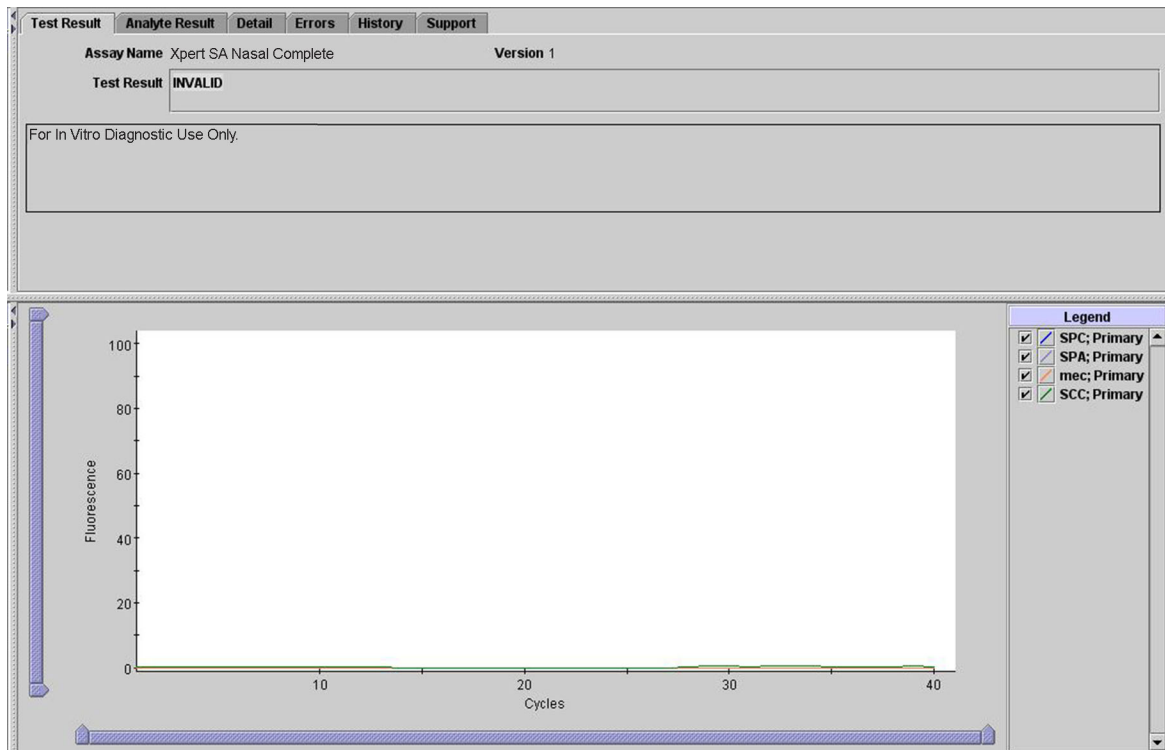 Test Result Analyte Result Detail Errors History Support
Assay Name Xpert SA Nasal Complete Version 1
Test Result INVALID
For In Vitro Diagnostic Use Only.
Legend
SPC; Primary
SPA; Primary
mec; Primary
SCC; Primary
100
80
60
40
20
0
Fluorescence
10 20 30 40
Cycles